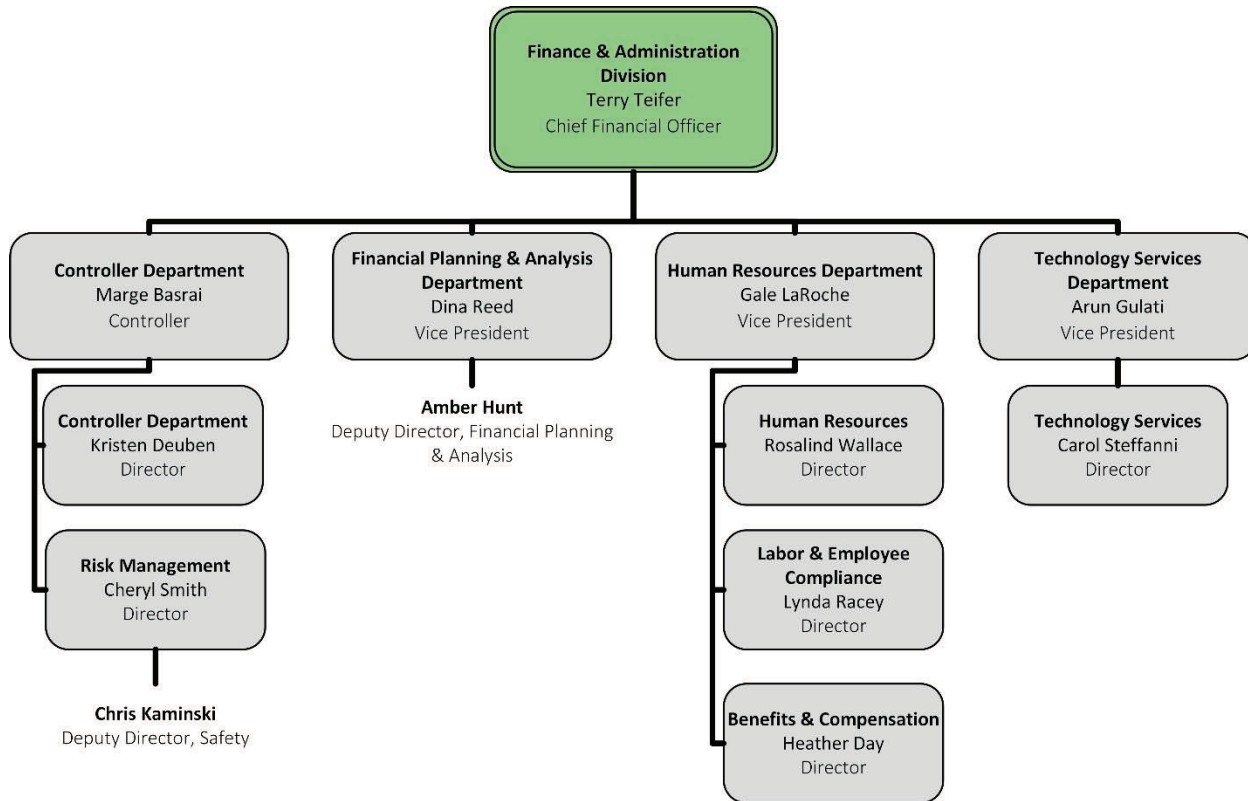 Finance & Administration
Division
Terry Teifer
Chief Financial Officer
Controller Department
Marge Basrai
Controller
Financial Planning & Analysis
Department
Dina Reed
Vice President
Human Resources Department
Gale LaRoche
Vice President
Technology Services
Department
Arun Gulati
Vice President
Controller Department
Kristen Deuben
Director
Amber Hunt
Deputy Director, Financial Planning
& Analysis
Human Resources
Rosalind Wallace
Director
Technology Services
Carol Steffanni
Director
Risk Management
Cheryl Smith
Director
Labor & Employee
Compliance
Lynda Racey
Director
Chris Kaminski
Deputy Director, Safety
Benefits & Compensation
Heather Day
Director